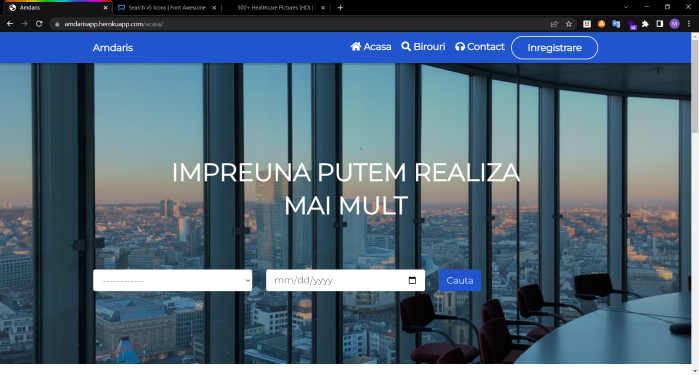 Amdaris
Search v5 Icons | Font Awesome
500+ Healthcare Pictures [HD] |
amdarisapp.herokuapp.com/acasa/
Amdaris
Acasa
Birouri
Contact
Inregistrare
IMPREUNA PUTEM REALIZA
MAI MULT
------------
mm/dd/yyyy
Cauta